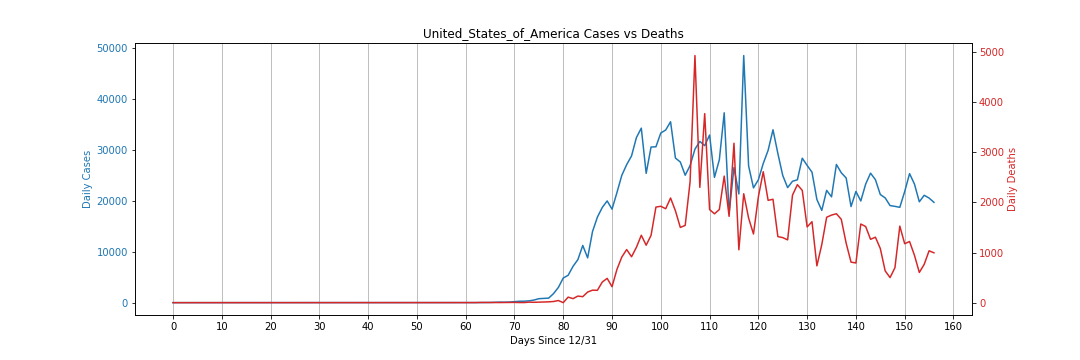 United_States_of_America Cases vs Deaths
50000
40000
30000
20000
10000
0
Daily Cases
5000
4000
3000
2000
1000
0
Daily Deaths
0 10 20 30 40 50 60 70 80 90 100 110 120 130 140 150 160
Days Since 12/31